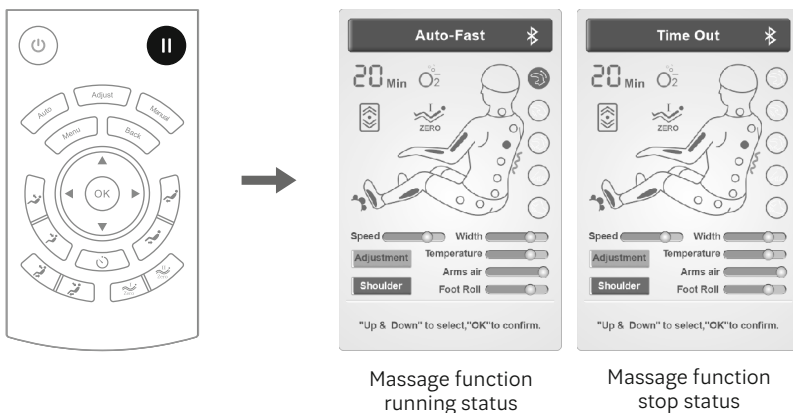 Auto
Adjust
Manual
Menu
Back
OK
Zero
Zero
Auto-Fast
20 Min
O2
ZERO
Speed
Width
Adjustment
Temperature
Arms air
Shoulder
Foot Roll
"Up & Down" to select,"OK"to confirm.
Massage function
running status
Time Out
20 Min
O2
ZERO
Speed
Width
Adjustment
Temperature
Arms air
Shoulder
Foot Roll
"Up & Down" to select,"OK"to confirm.
Massage function
stop status